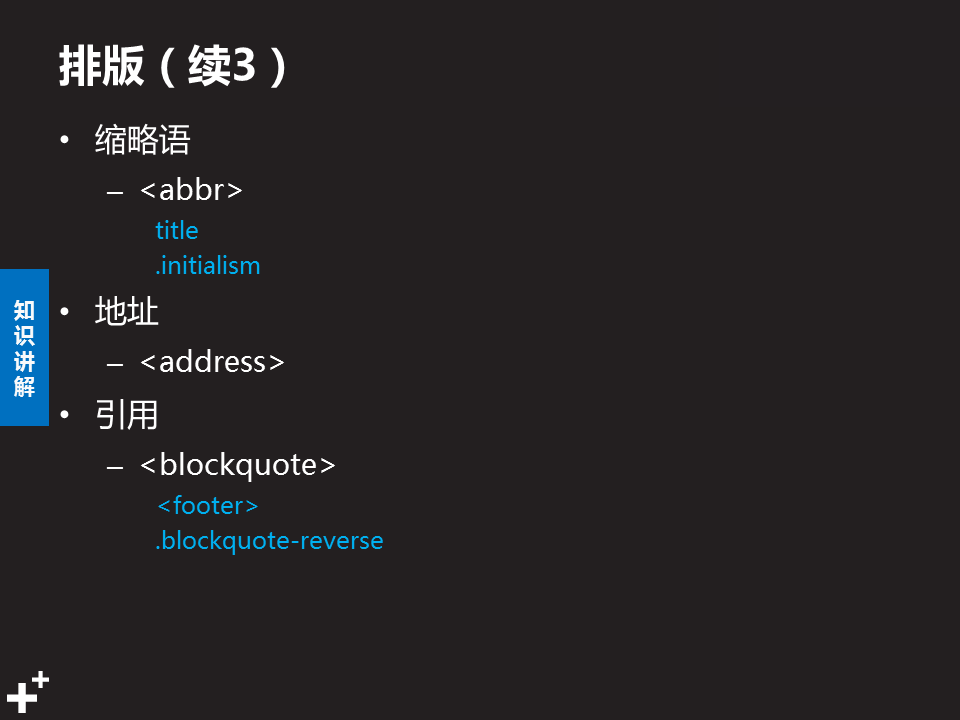 排版（续3）
• 缩略语
– <abbr>
title
.initialism
知识讲解
• 地址
– <address>
• 引用
– <blockquote>
<footer>
.blockquote-reverse